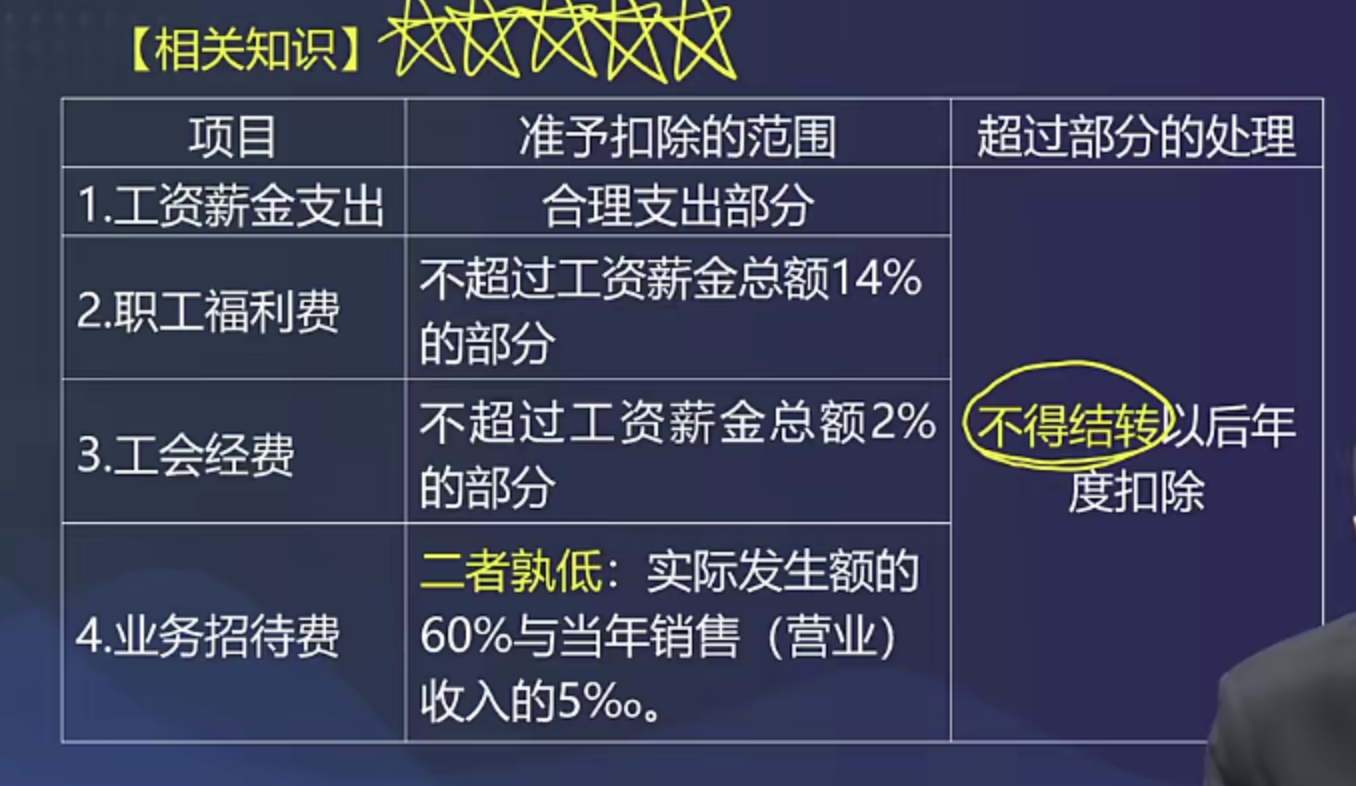 【相关知识】
项目
准予扣除的范围
超过部分的处理
1.工资薪金支出
合理支出部分
2.职工福利费
不超过工资薪金总额14%
的部分
3.工会经费
不超过工资薪金总额2%
的部分
4.业务招待费
二者孰低：实际发生额的
60%与当年销售（营业）
收入的5‰。
不得结转以后年
度扣除